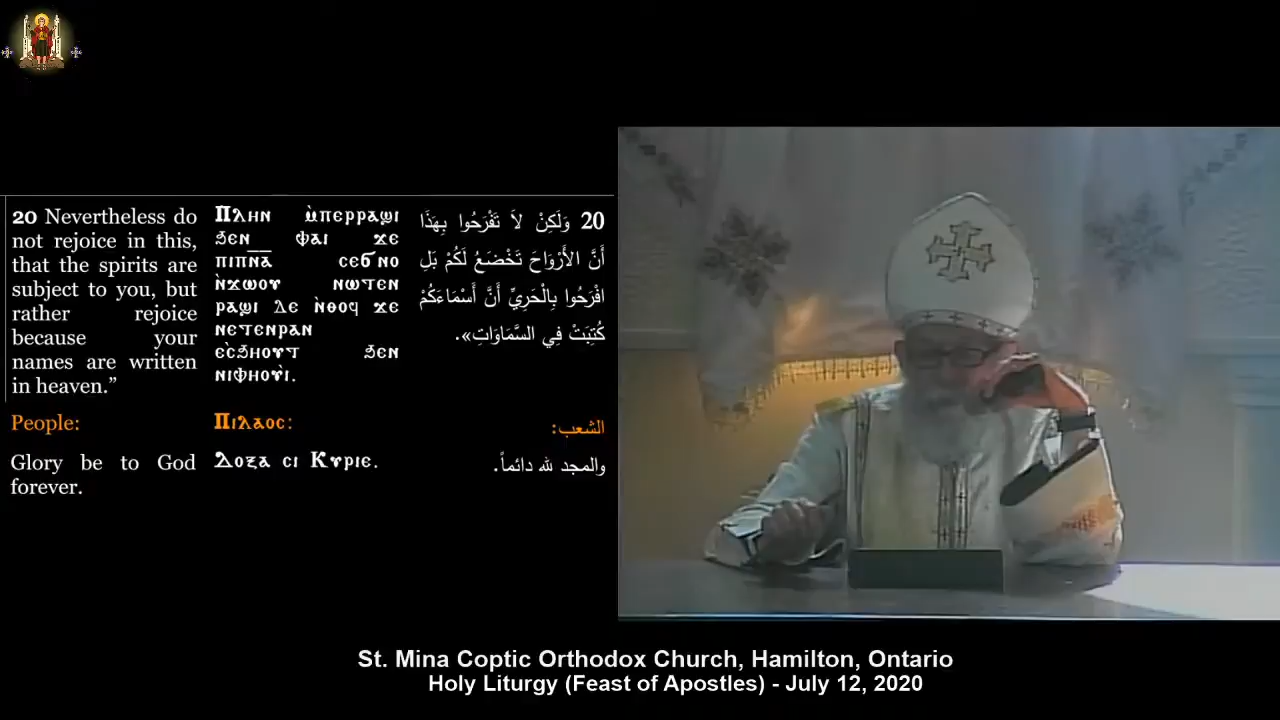 20 Nevertheless do
not rejoice in this,
that the spirits are
subject to you, but
rather rejoice
because your
names are written
in heaven.”
People:
Glory be to God
forever.
Ⲡⲗⲏⲛ ⲙ̀ⲡⲉⲣⲣⲁϣⲓ
ϧⲉⲛ ⲫⲁⲓ ϫⲉ
ⲡⲓⲡ̅ⲛ̅ⲁ̅ ⲥⲉϭⲛⲟ
ⲛ̀ϫⲱⲟⲩ ⲛⲱⲧⲉⲛ
ⲣⲁϣⲓ ⲇⲉ ⲛ̀ⲑⲟϥ ϫⲉ
ⲛⲉⲧⲉⲛⲣⲁⲛ
ⲉⲥ̀ϧⲏⲟⲩⲧ ϧⲉⲛ
ⲛⲓⲫⲏⲟⲩⲓ̀.
Ⲡⲓⲗⲁⲟⲥ:
Ⲇⲟⲝⲁ ⲥⲓ Ⲕⲩⲣⲓⲉ.
20 وَلَكِنْ لاَ تَفْرَحُوا بِهَذَا
أَنَّ الأَرْوَاحَ تَخْضَعُ لَكُمْ بَلِ
افْرَحُوا بِالْحَرِيِّ أَنَّ أَسْمَاءَكُمْ
كُتِبَتْ فِي السَّمَاوَاتِ».
الشعب:
والمجد لله دائماً.
St. Mina Coptic Orthodox Church, Hamilton, Ontario
Holy Liturgy (Feast of Apostles) - July 12, 2020